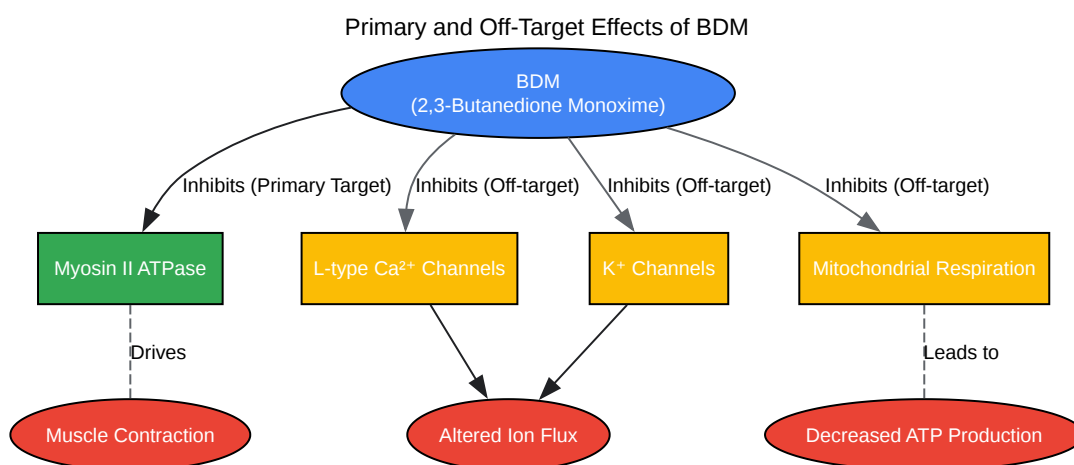 Primary and Off-Target Effects of BDM
BDM
(2,3-Butanedione Monoxime)
Inhibits (Primary Target)
Inhibits (Off-target)
Inhibits (Off-target)
Inhibits (Off-target)
Myosin II ATPase
L-type Ca²⁺ Channels
K⁺ Channels
Mitochondrial Respiration
Drives
Leads to
Muscle Contraction
Altered Ion Flux
Decreased ATP Production